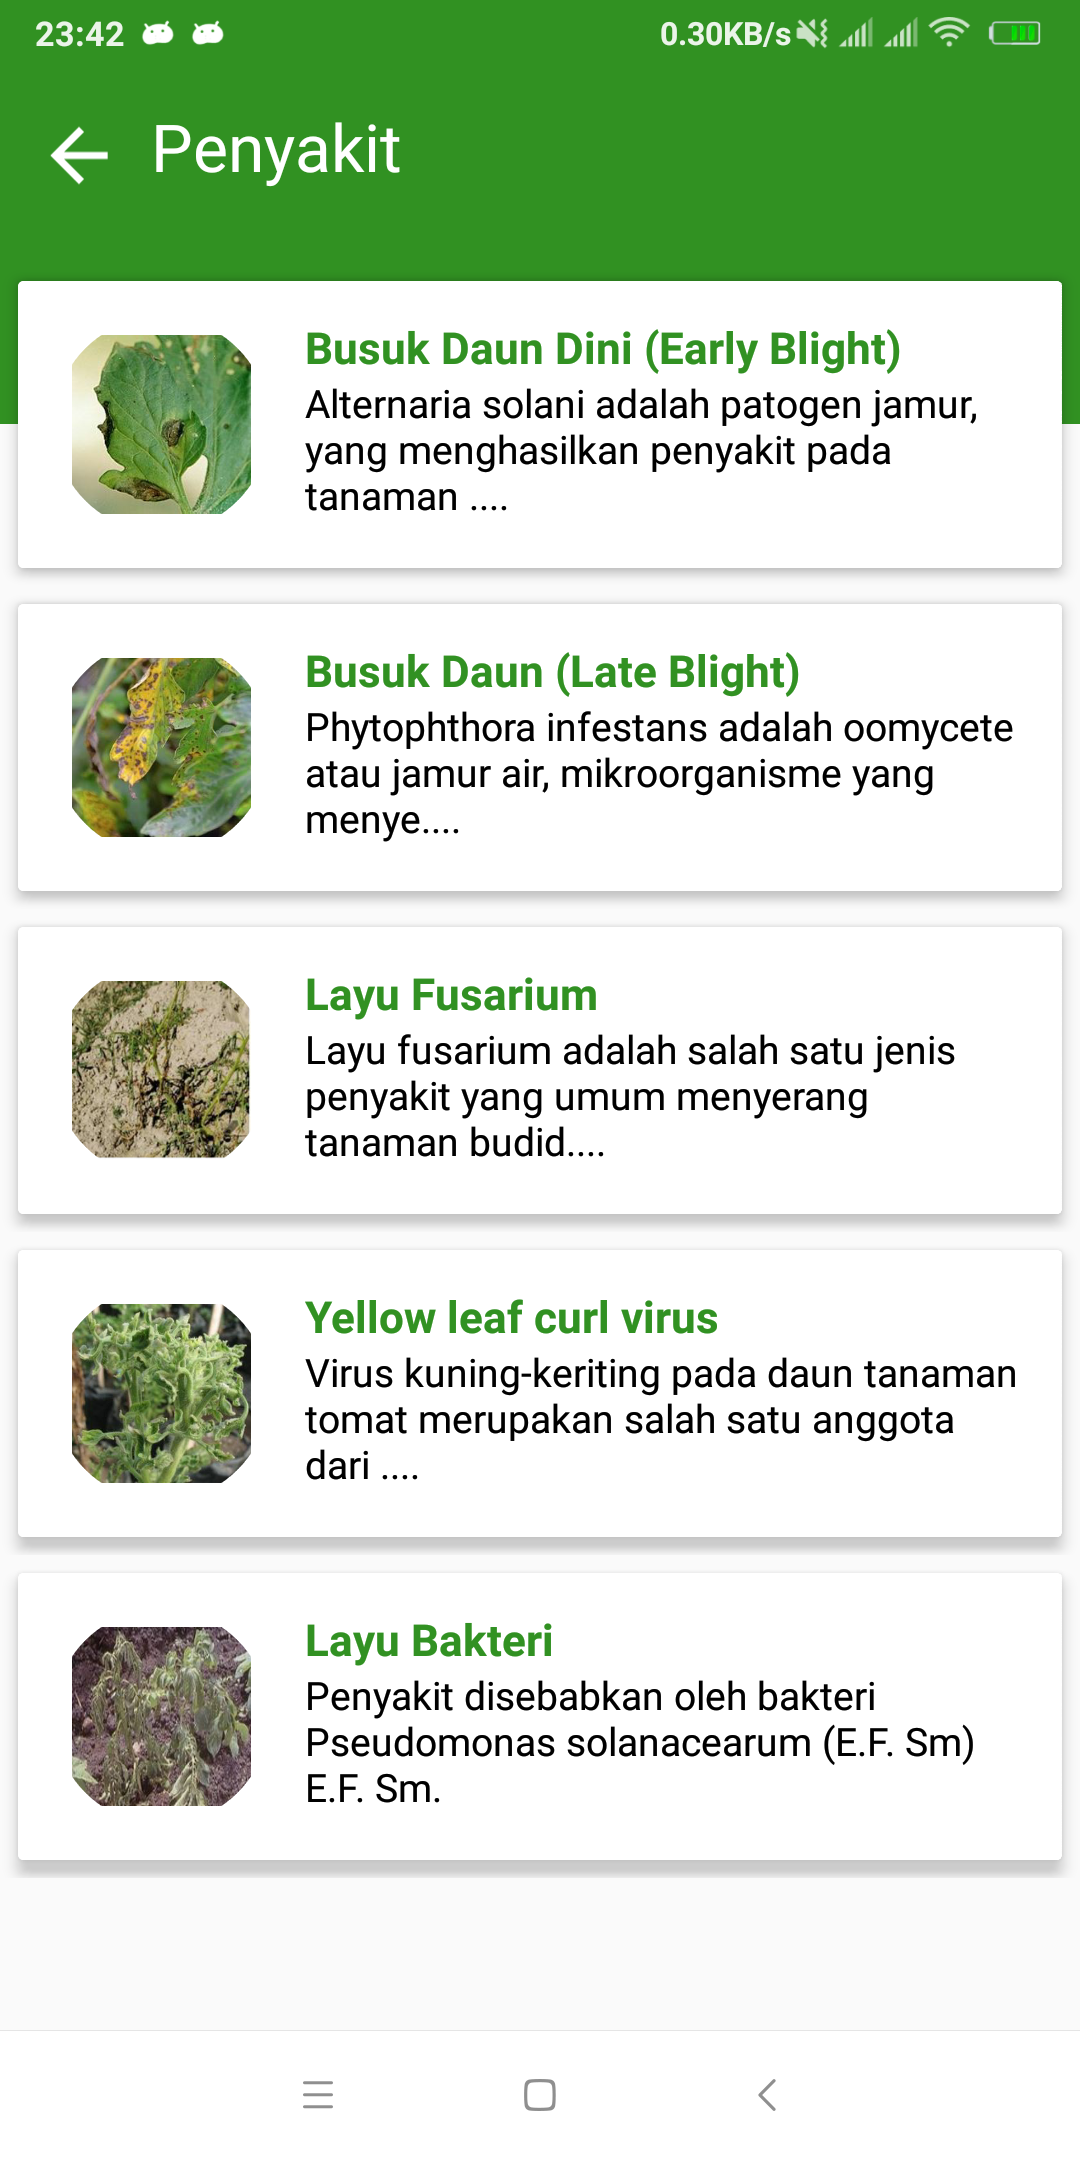 23:42
0.30KB/s
Penyakit
Busuk Daun Dini (Early Blight)
Alternaria solani adalah patogen jamur,
yang menghasilkan penyakit pada
tanaman ....
Busuk Daun (Late Blight)
Phytophthora infestans adalah oomycete
atau jamur air, mikroorganisme yang
menye....
Layu Fusarium
Layu fusarium adalah salah satu jenis
penyakit yang umum menyerang
tanaman budid....
Yellow leaf curl virus
Virus kuning-keriting pada daun tanaman
tomat merupakan salah satu anggota
dari ....
Layu Bakteri
Penyakit disebabkan oleh bakteri
Pseudomonas solanacearum (E.F. Sm)
E.F. Sm.